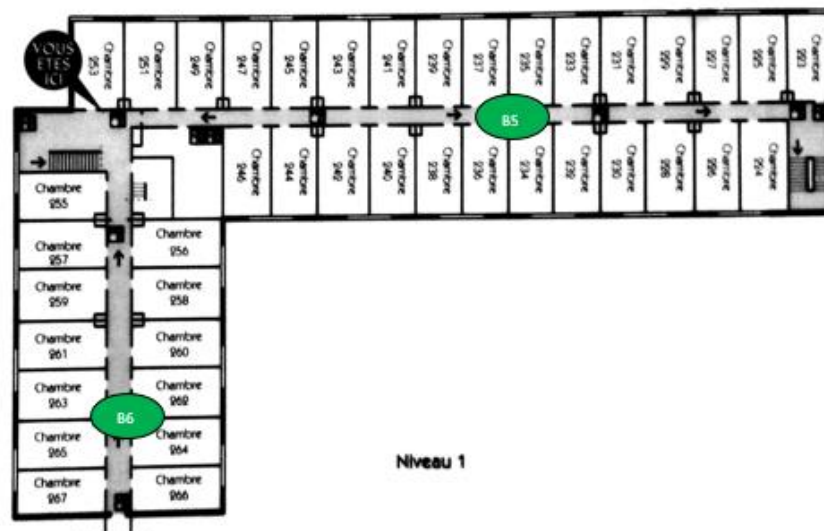 VOUS
ETES
ICI
Chambre
253
Chambre
251
Chambre
249
Chambre
247
Chambre
245
Chambre
243
Chambre
241
Chambre
239
Chambre
237
Chambre
235
Chambre
233
Chambre
231
Chambre
229
Chambre
227
Chambre
225
Chambre
223
B5
Chambre
246
Chambre
244
Chambre
242
Chambre
240
Chambre
238
Chambre
236
Chambre
234
Chambre
232
Chambre
230
Chambre
228
Chambre
226
Chambre
224
Chambre
255
Chambre
257
Chambre
256
Chambre
259
Chambre
258
Chambre
261
Chambre
260
Chambre
263
Chambre
262
B6
Chambre
265
Chambre
264
Chambre
267
Chambre
266
Niveau 1